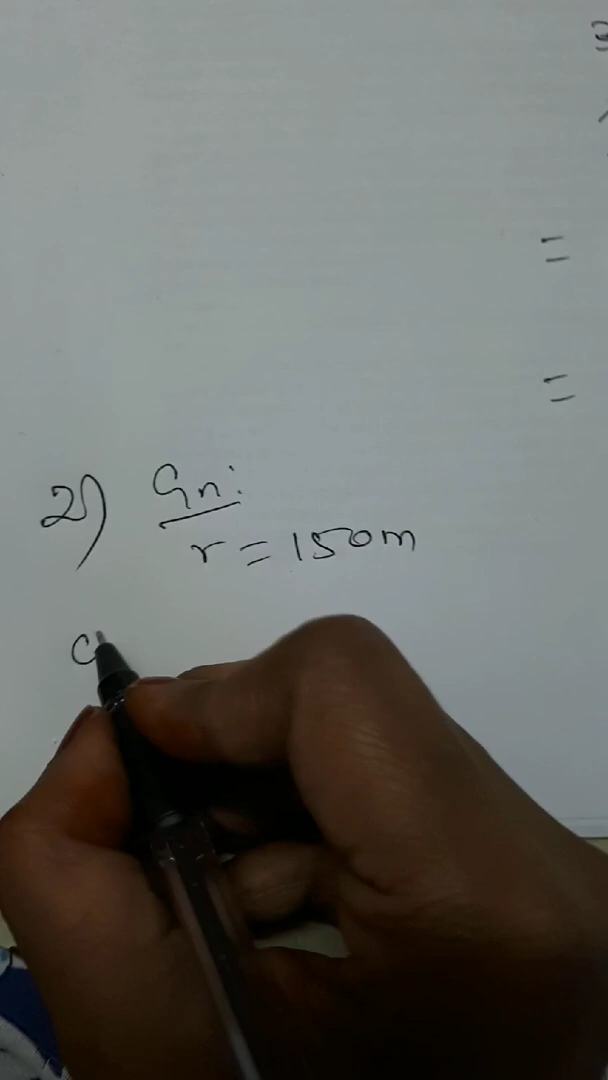 =
=
2) Gn:
r = 150m
C